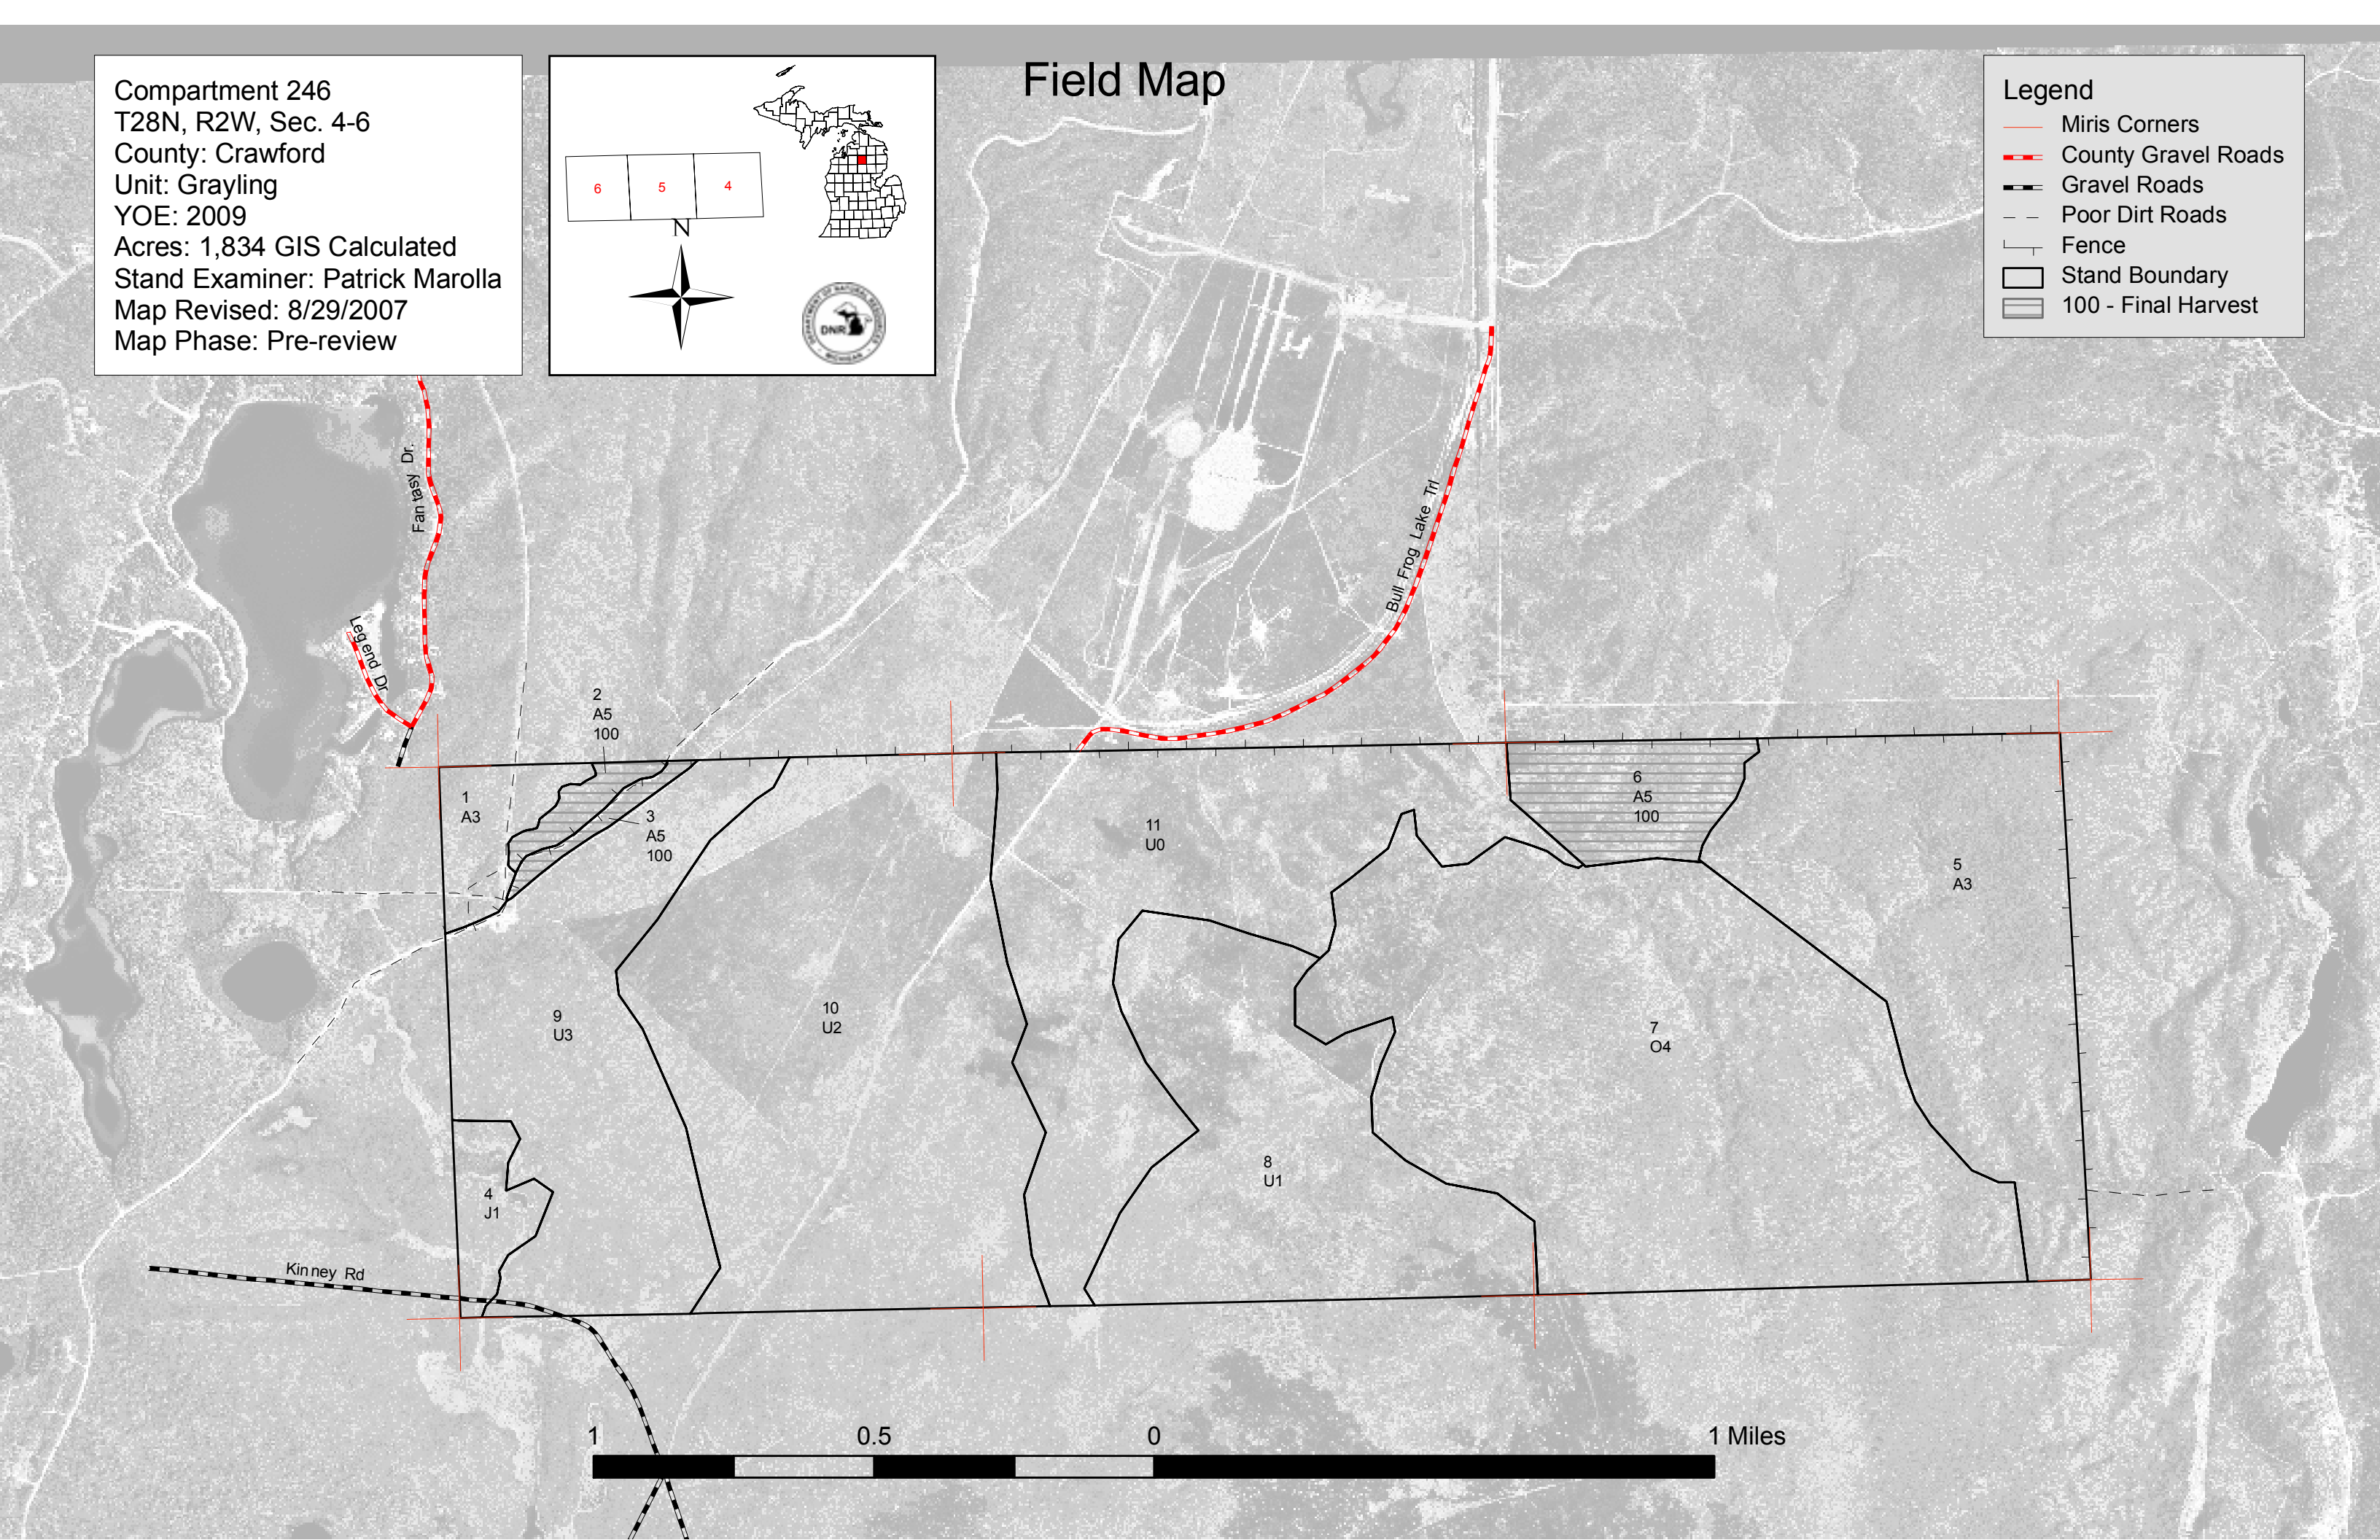 Field Map
Compartment 246
T28N, R2W, Sec. 4-6
County: Crawford
Unit: Grayling
YOE: 2009
Acres: 1,834 GIS Calculated
Stand Examiner: Patrick Marolla
Map Revised: 8/29/2007
Map Phase: Pre-review
6
5
4
N
DEPARTMENT OF NATURAL RESOURCES
DNR
MICHIGAN
Legend
Miris Corners
County Gravel Roads
Gravel Roads
Poor Dirt Roads
Fence
Stand Boundary
100 - Final Harvest
Fantasy Dr.
Legend Dr
Bull Frog Lake Trl
2
A5
100
1
A3
3
A5
100
6
A5
100
11
U0
5
A3
9
U3
10
U2
7
O4
8
U1
4
J1
Kinney Rd
1
0.5
0
1 Miles